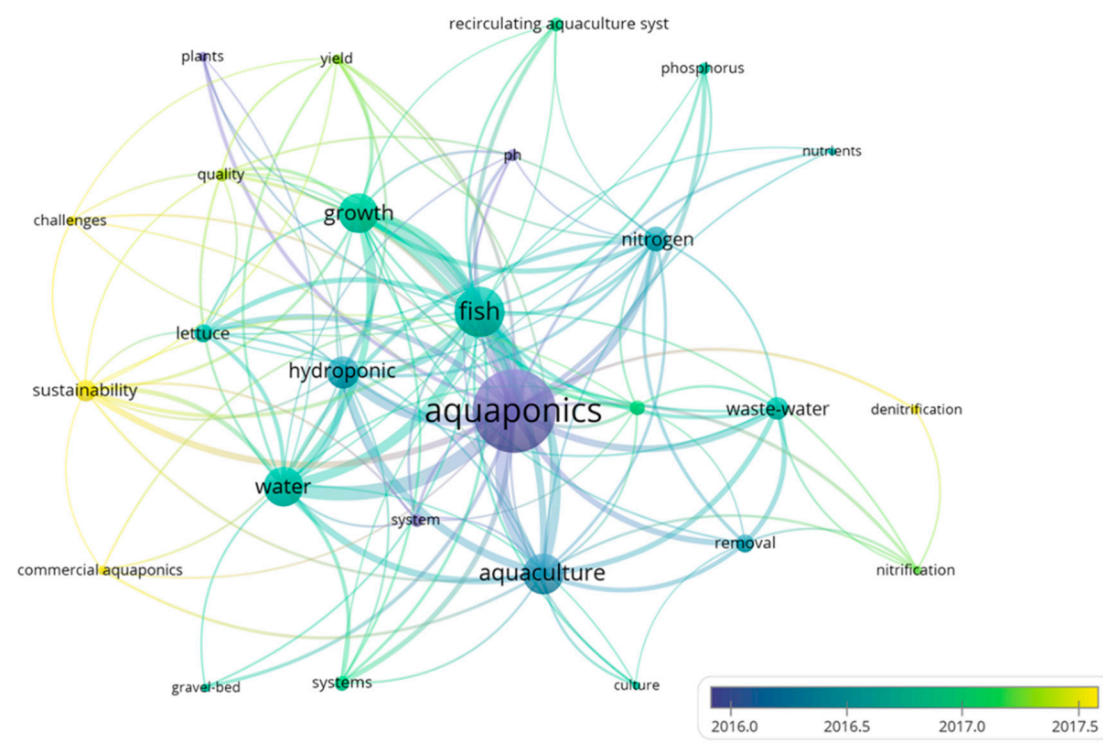 recirculating aquaculture syst
plants
yield
phosphorus
ph
nutrients
quality
growth
challenges
nitrogen
fish
lettuce
hydroponic
sustainability
aquaponics
waste-water
denitrification
water
system
removal
commercial aquaponics
aquaculture
nitrification
gravel-bed
systems
culture
2016.0 2016.5 2017.0 2017.5